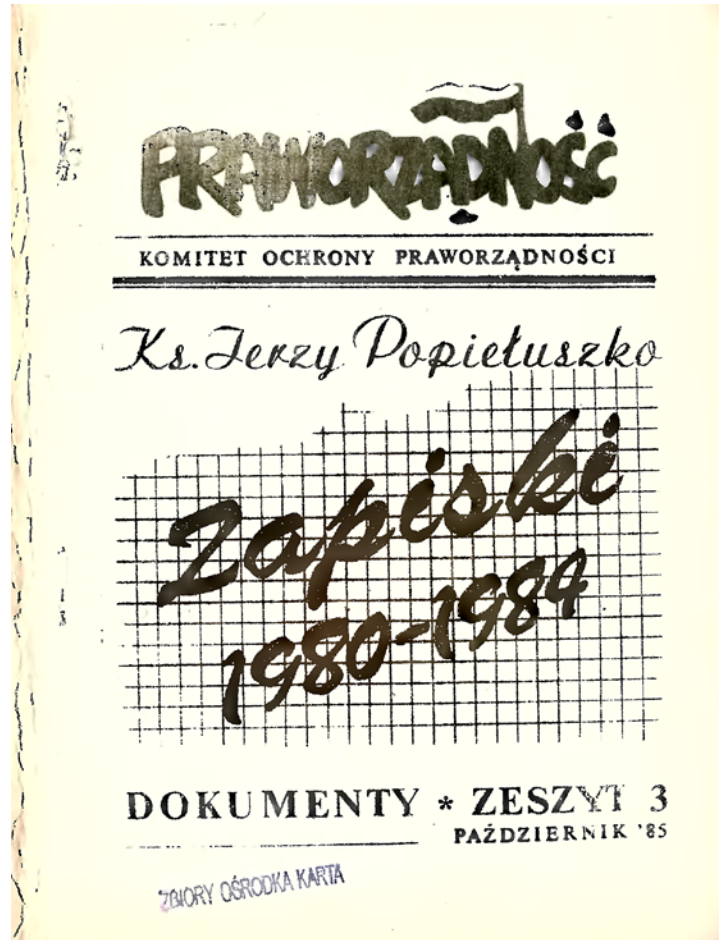 PRAWORZĄDNOŚĆ
KOMITET OCHRONY PRAWORZĄDNOŚCI
Ks. Jerzy Popiełuszko
Zapiski
1980-1984
DOKUMENTY * ZESZYT 3
PAŹDZIERNIK '85
ZBIORY OŚRODKA KARTA